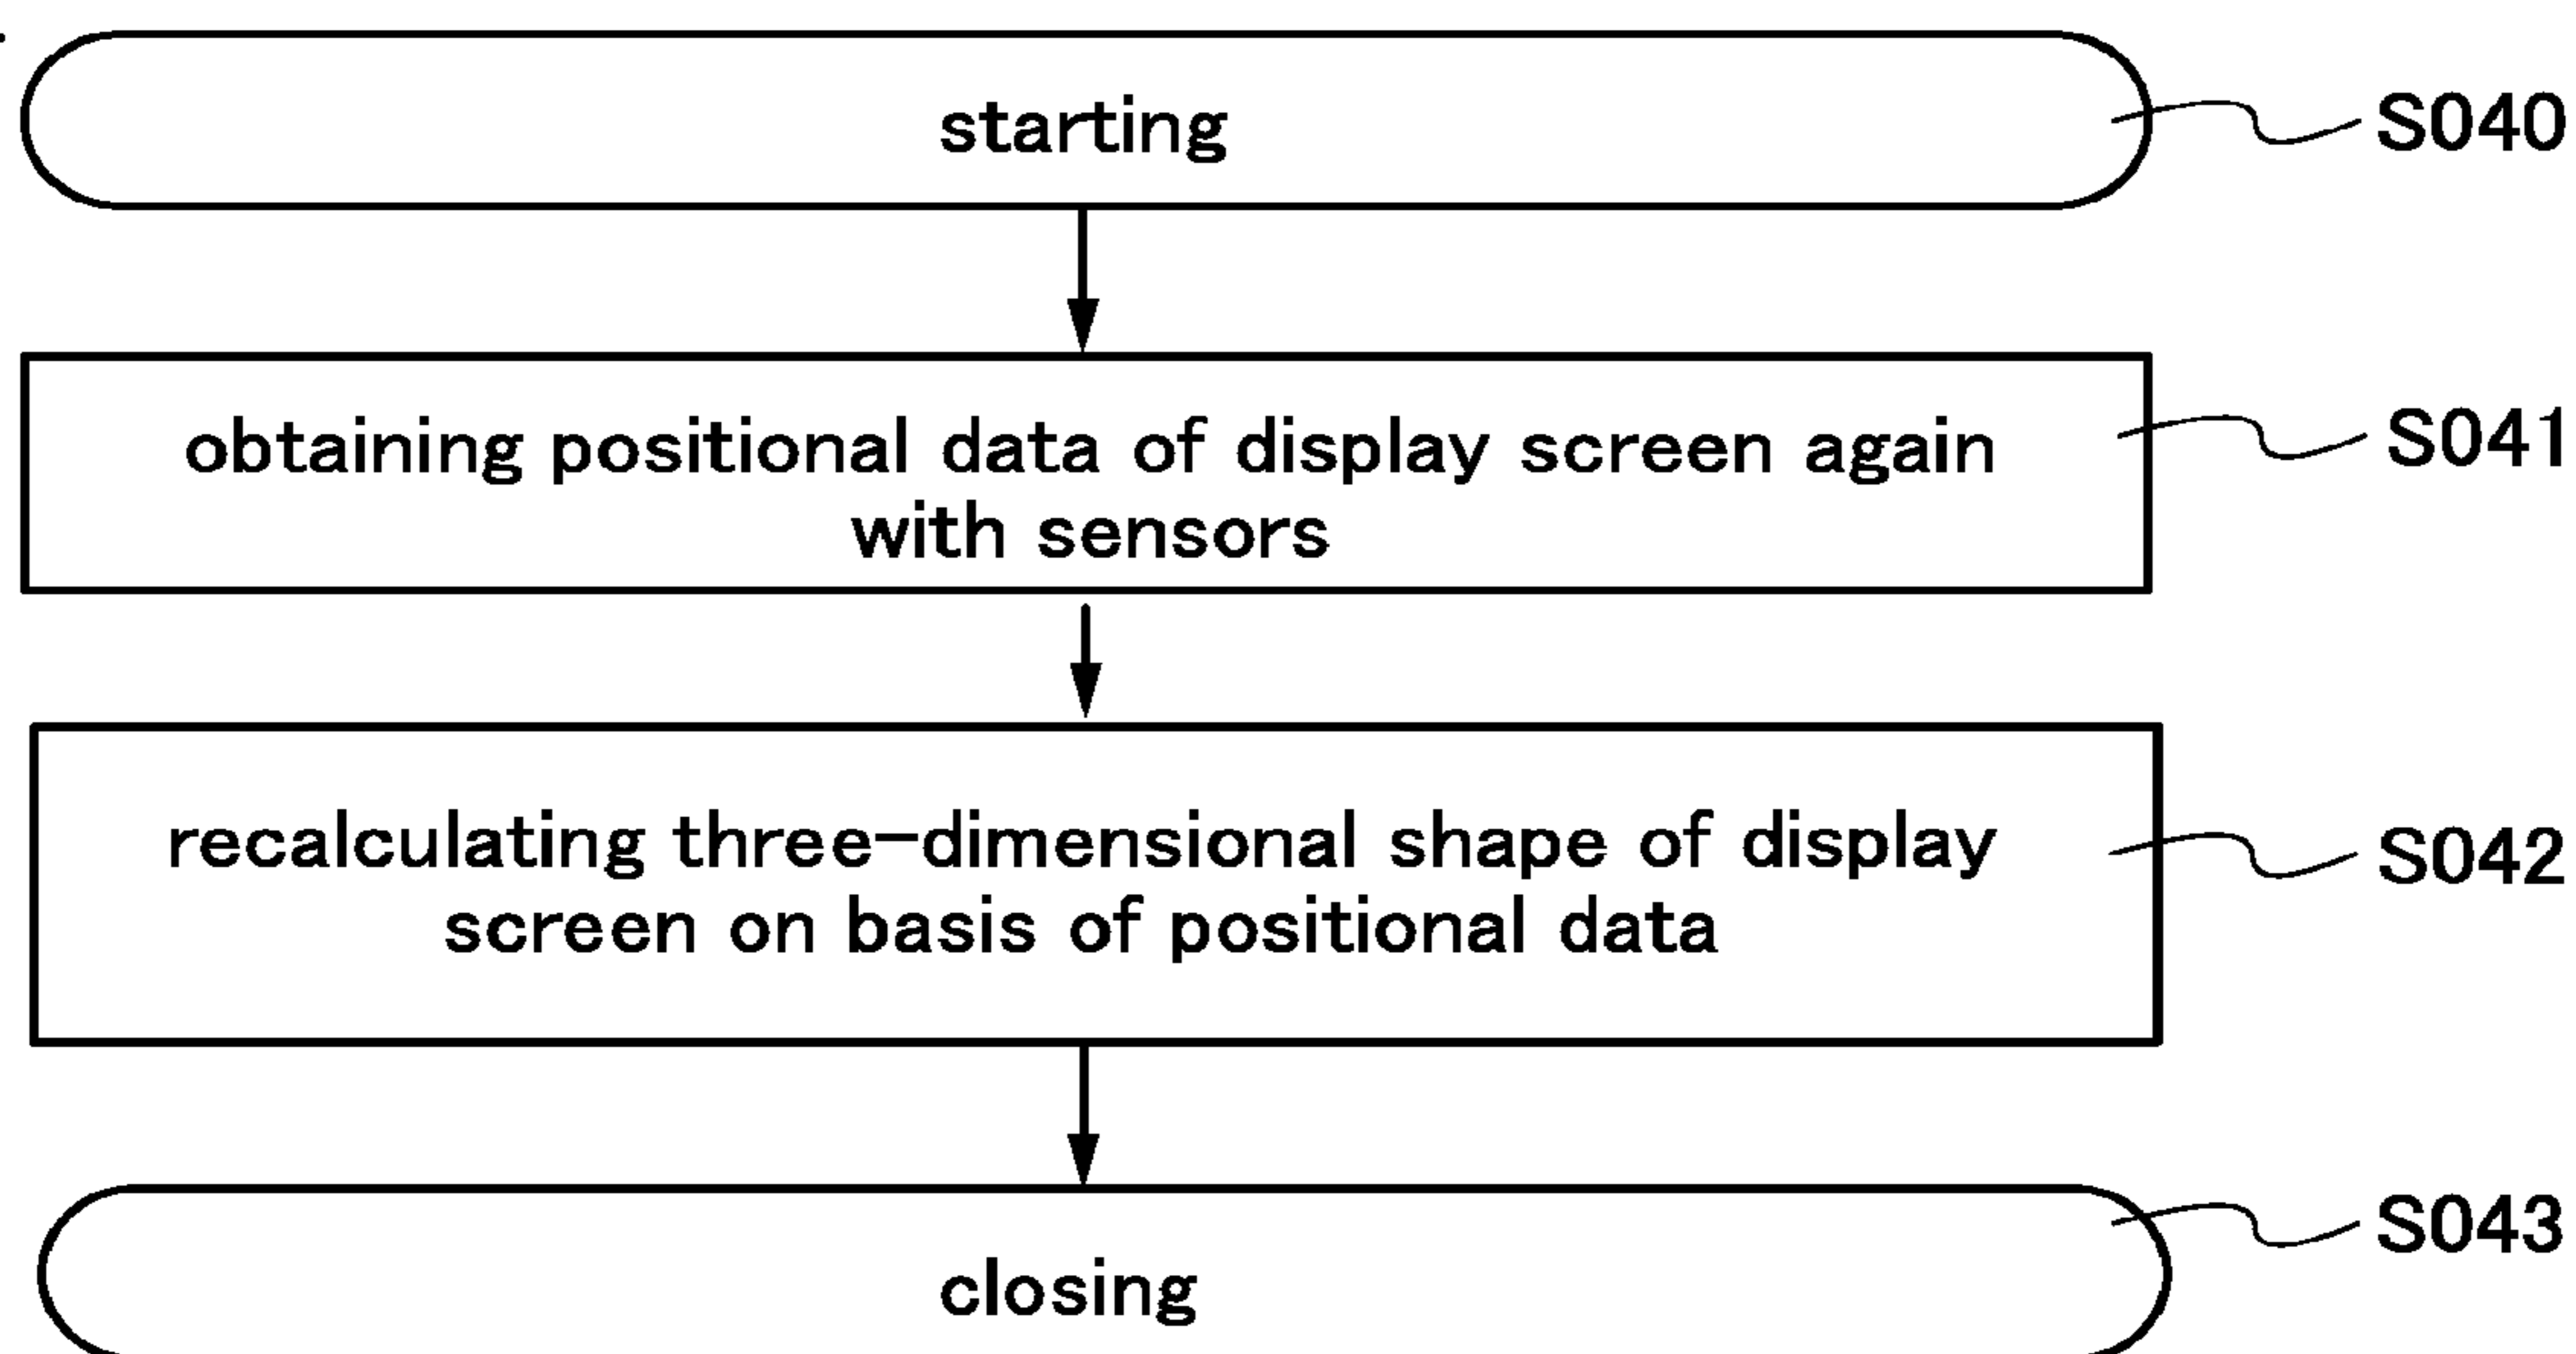 starting
S040
obtaining positional data of display screen again
with sensors
S041
recalculating three-dimensional shape of display
screen on basis of positional data
S042
closing
S043